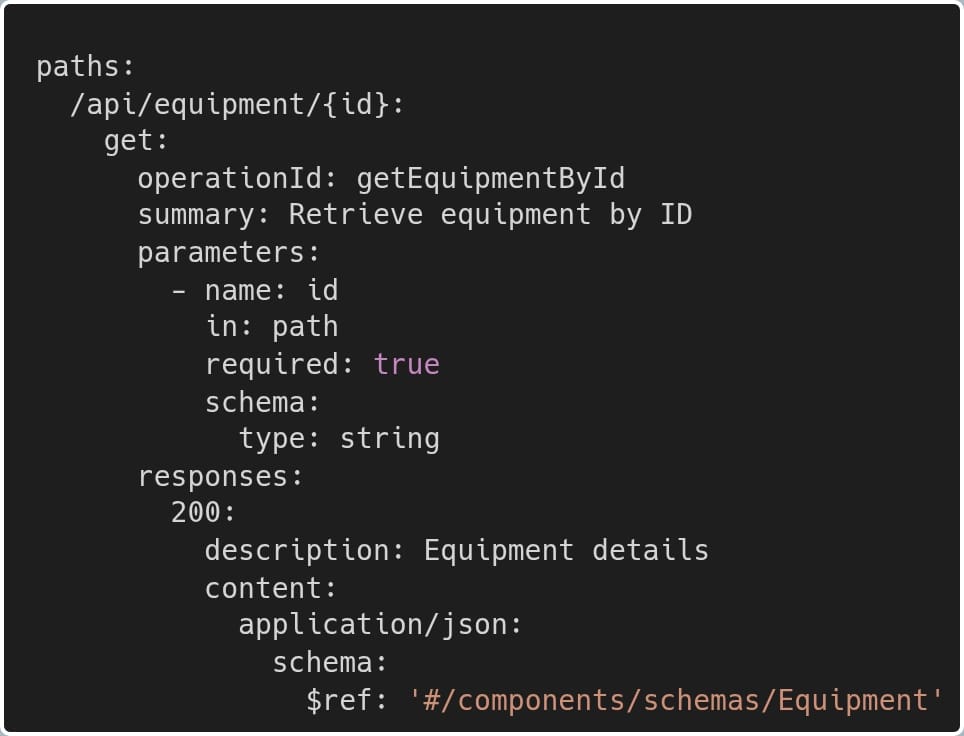 paths:
  /api/equipment/{id}:
    get:
      operationId: getEquipmentById
      summary: Retrieve equipment by ID
      parameters:
        - name: id
          in: path
          required: true
          schema:
            type: string
      responses:
        200:
          description: Equipment details
          content:
            application/json:
              schema:
                $ref: '#/components/schemas/Equipment'